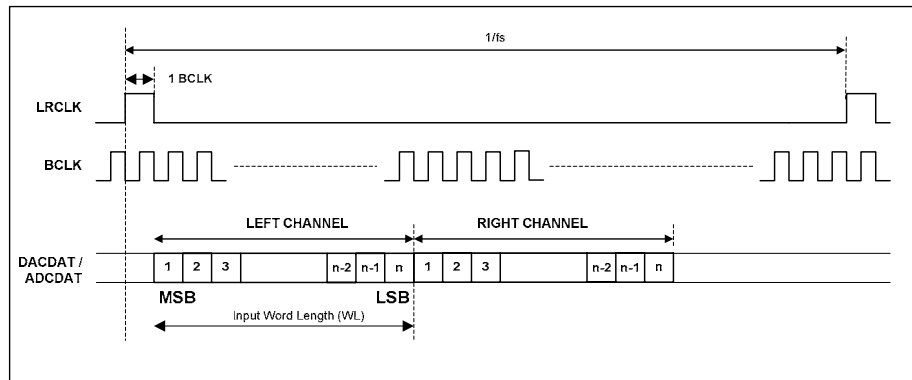 1/fs
1 BCLK
LRCLK
BCLK
LEFT CHANNEL RIGHT CHANNEL
DACDAT / ADCDAT
1 2 3 n-2 n-1 n 1 2 3 n-2 n-1 n
MSB LSB
Input Word Length (WL)